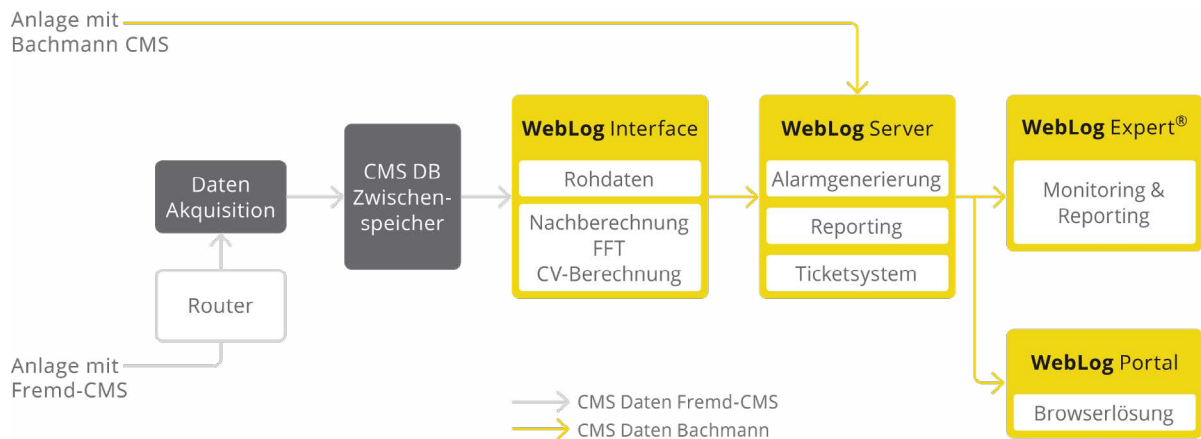 Anlage mit
Bachmann CMS
WebLog Interface
Rohdaten
Nachberechnung
FFT
CV-Berechnung
WebLog Server
Alarmgenerierung
Reporting
Ticketsystem
WebLog Expert®
Monitoring &
Reporting
CMS DB
Zwischen-
speicher
Daten
Akquisition
Router
Anlage mit
Fremd-CMS
WebLog Portal
Browserlösung
CMS Daten Fremd-CMS
CMS Daten Bachmann